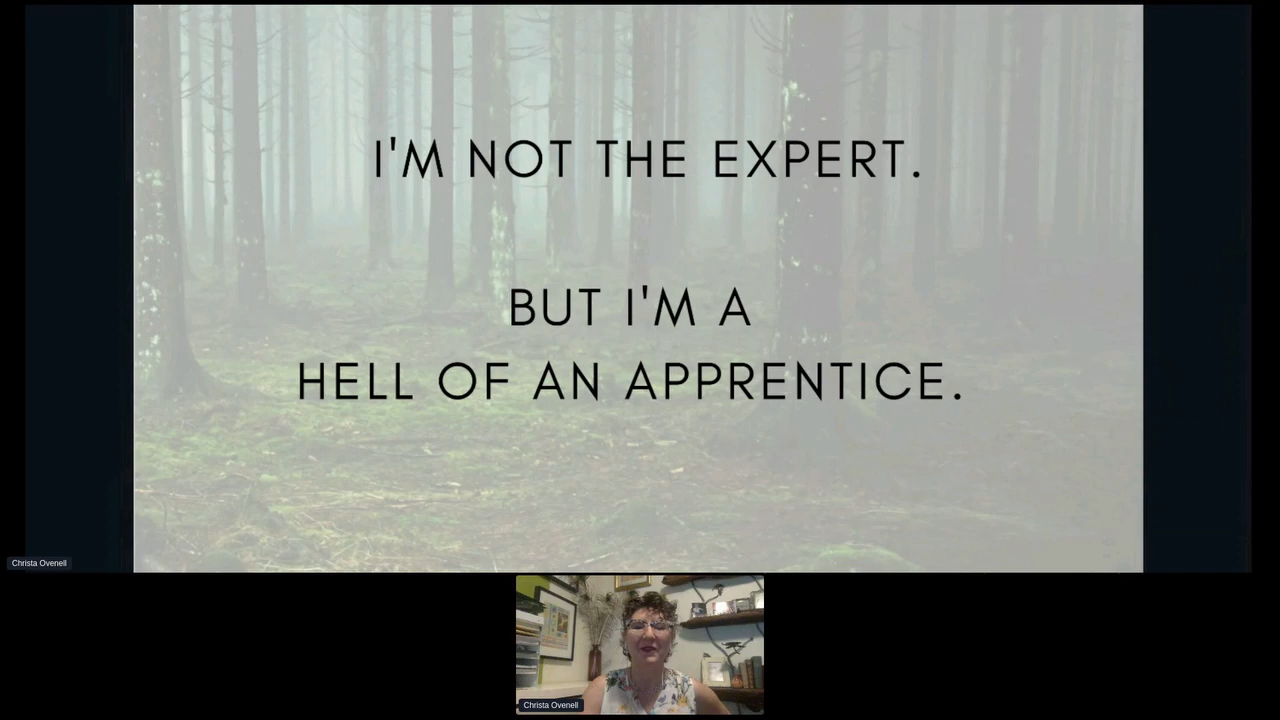 I'M NOT THE EXPERT.
BUT I'M A
HELL OF AN APPRENTICE.
Christa Ovenell
Christa Ovenell